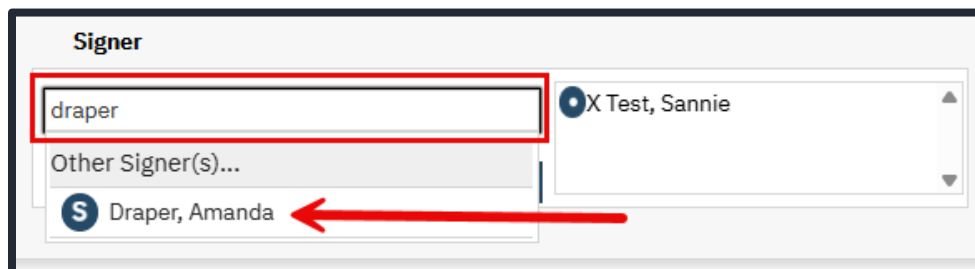 Signer
draper
X Test, Sannie
Other Signer(s)...
S Draper, Amanda